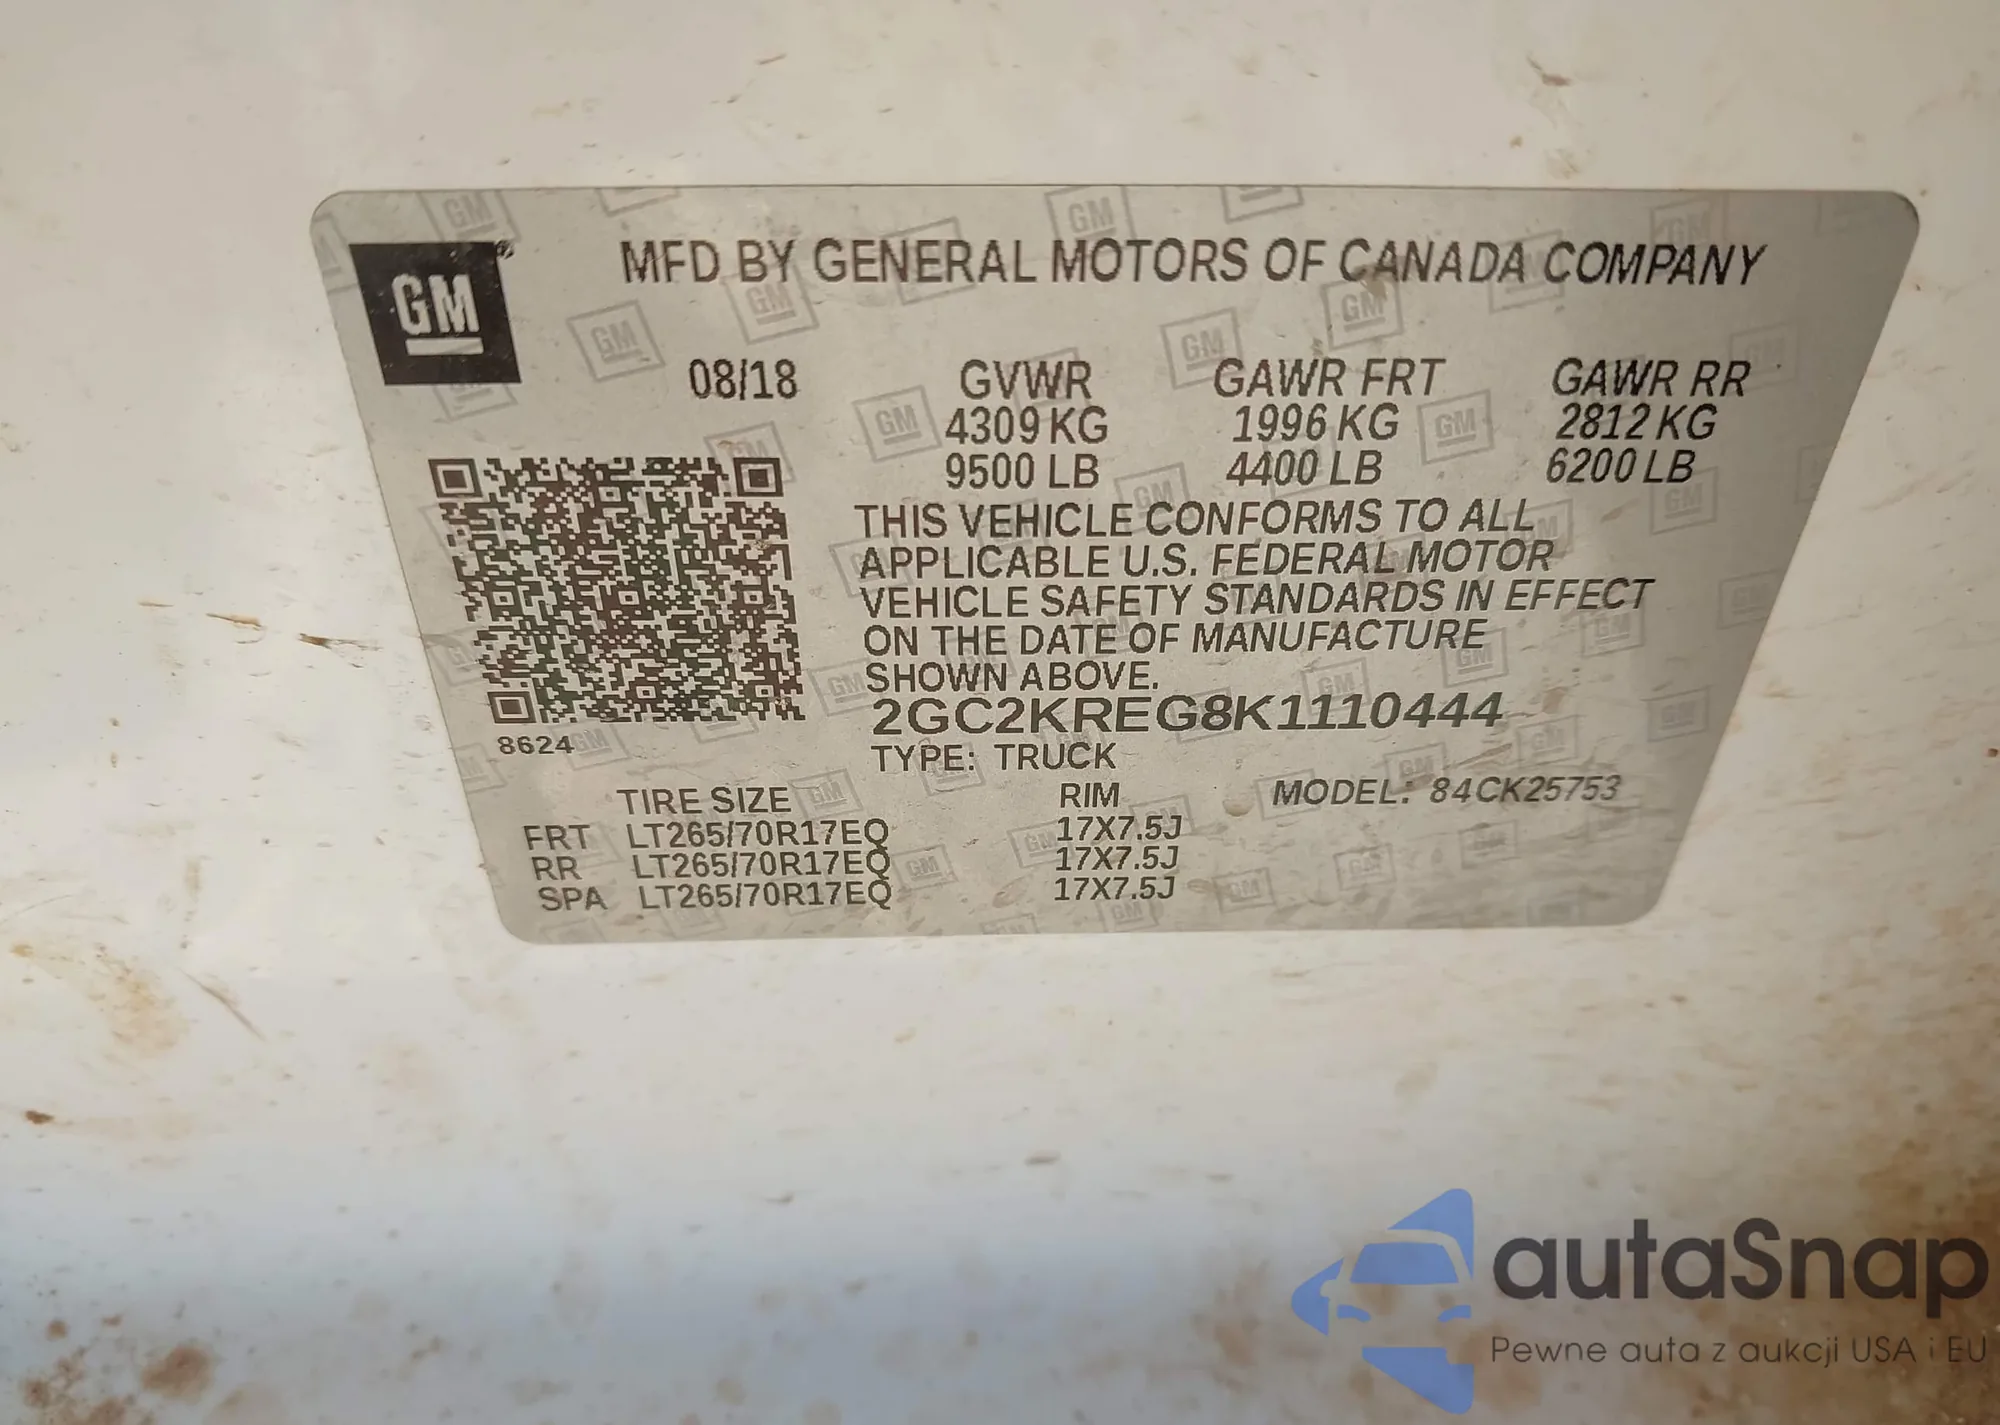 GM®
MFD BY GENERAL MOTORS OF CANADA COMPANY
08/18 GVWR GAWR FRT GAWR RR
4309 KG 1996 KG 2812 KG
9500 LB 4400 LB 6200 LB
THIS VEHICLE CONFORMS TO ALL
APPLICABLE U.S. FEDERAL MOTOR
VEHICLE SAFETY STANDARDS IN EFFECT
ON THE DATE OF MANUFACTURE
SHOWN ABOVE.
2GC2KREG8K1110444
8624
TYPE: TRUCK
TIRE SIZE RIM MODEL: 84CK25753
FRT LT265/70R17EQ 17X7.5J
RR LT265/70R17EQ 17X7.5J
SPA LT265/70R17EQ 17X7.5J
autaSnap
Pewne auta z aukcji USA i EU